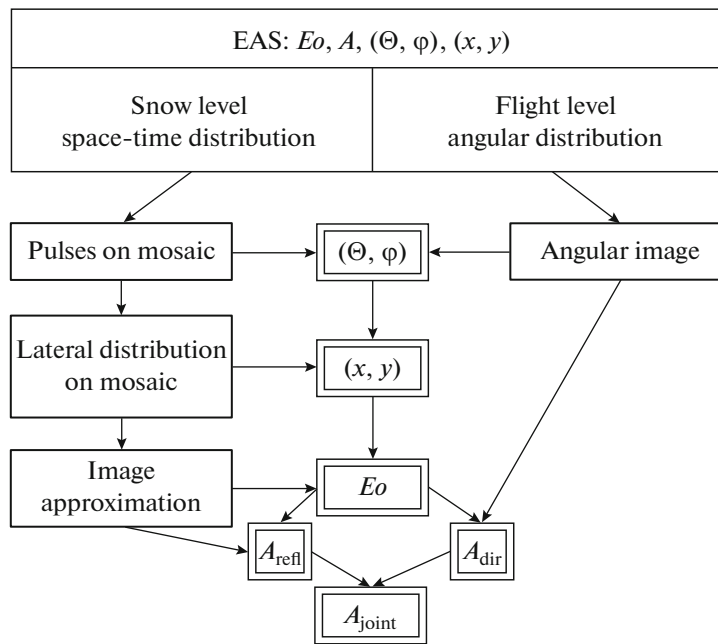 EAS: Eo, A, (Θ, φ), (x, y)
Snow level
space-time distribution
Flight level
angular distribution
Pulses on mosaic
(Θ, φ)
Angular image
Lateral distribution
on mosaic
(x, y)
Image
approximation
Eo
A_refl
A_dir
A_joint